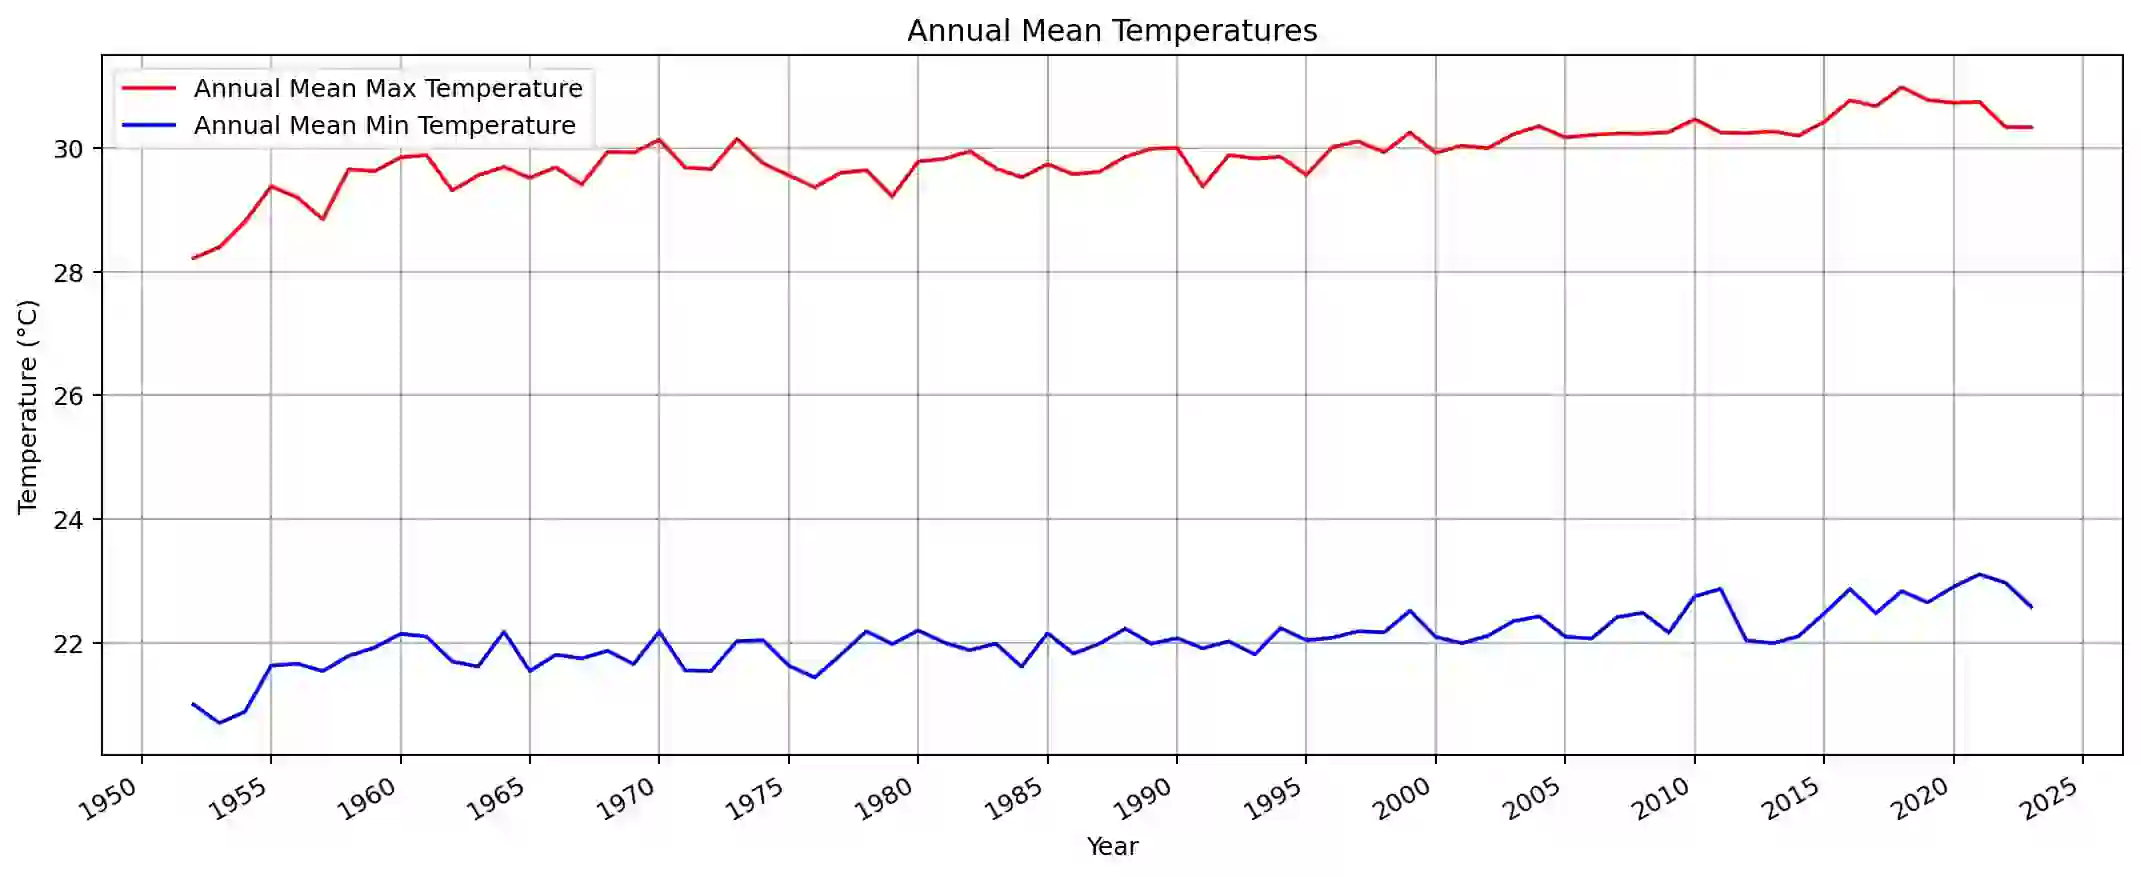 Annual Mean Temperatures
Annual Mean Max Temperature
Annual Mean Min Temperature
Temperature (°C)
30
28
26
24
22
1950 1955 1960 1965 1970 1975 1980 1985 1990 1995 2000 2005 2010 2015 2020 2025
Year